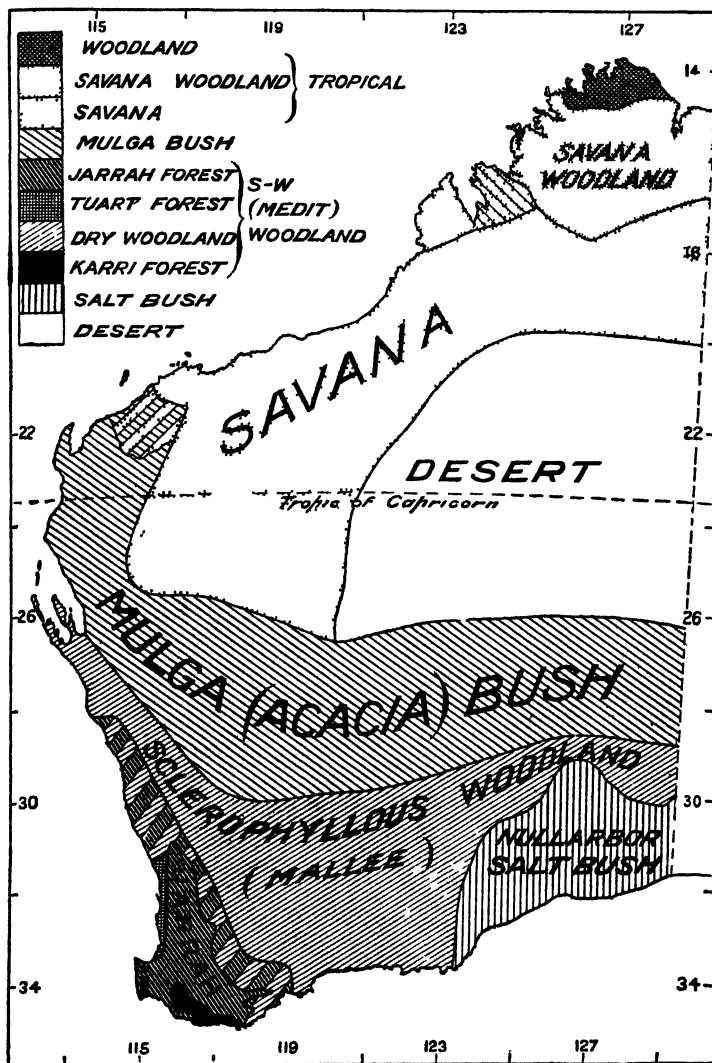 115 119 123 127
WOODLAND
SAVANA WOODLAND } TROPICAL
SAVANA
MULGA BUSH
JARRAH FOREST
TUART FOREST
DRY WOODLAND
KARRI FOREST
S-W
(MEDIT)
WOODLAND
SALT BUSH
DESERT
14
SAVANA
WOODLAND
18
SAVANA
22 22
DESERT
Tropic of Capricorn
26 26
MULGA (ACACIA) BUSH
SCLEROPHYLLOUS WOODLAND
(MALLEE)
30 30
NULLARBOR
SALT BUSH
JARRAH
34 34
115 119 123 127